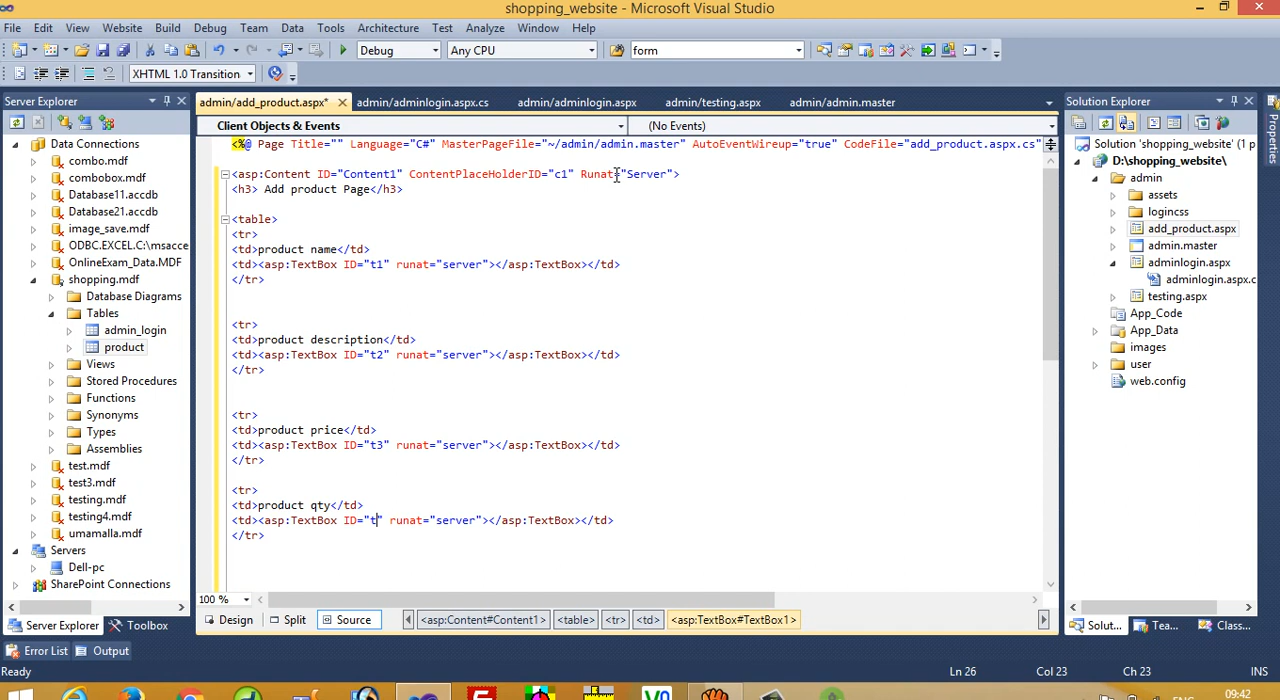 shopping_website - Microsoft Visual Studio
File Edit View Website Build Debug Team Data Tools Architecture Test Analyze Window Help
Debug Any CPU form
XHTML 1.0 Transition
Server Explorer
Data Connections
combo.mdf
combobox.mdf
Database11.accdb
Database21.accdb
image_save.mdf
ODBC.EXCEL.C:\msacce
OnlineExam_Data.MDF
shopping.mdf
Database Diagrams
Tables
admin_login
product
Views
Stored Procedures
Functions
Synonyms
Types
Assemblies
test.mdf
test3.mdf
testing.mdf
testing4.mdf
umamalla.mdf
Servers
Dell-pc
SharePoint Connections
Server Explorer Toolbox
admin/add_product.aspx* admin/adminlogin.aspx.cs admin/adminlogin.aspx admin/testing.aspx admin/admin.master
Client Objects & Events (No Events)
<%@ Page Title="" Language="C#" MasterPageFile="~/admin/admin.master" AutoEventWireup="true" CodeFile="add_product.aspx.cs"
<asp:Content ID="Content1" ContentPlaceHolderID="c1" Runat="Server">
<h3> Add product Page</h3>
<table>
<tr>
<td>product name</td>
<td><asp:TextBox ID="t1" runat="server"></asp:TextBox></td>
</tr>
<tr>
<td>product description</td>
<td><asp:TextBox ID="t2" runat="server"></asp:TextBox></td>
</tr>
<tr>
<td>product price</td>
<td><asp:TextBox ID="t3" runat="server"></asp:TextBox></td>
</tr>
<tr>
<td>product qty</td>
<td><asp:TextBox ID="t" runat="server"></asp:TextBox></td>
</tr>
100 %
Design Split Source <asp:Content#Content1> <table> <tr> <td> <asp:TextBox#TextBox1>
Solution Explorer
Solution 'shopping_website' (1 p
D:\shopping_website\
admin
assets
logincss
add_product.aspx
admin.master
adminlogin.aspx
adminlogin.aspx.c
testing.aspx
App_Code
App_Data
images
user
web.config
Solut... Tea... Class...
Properties
Error List Output
Ready Ln 26 Col 23 Ch 23 INS
09:42